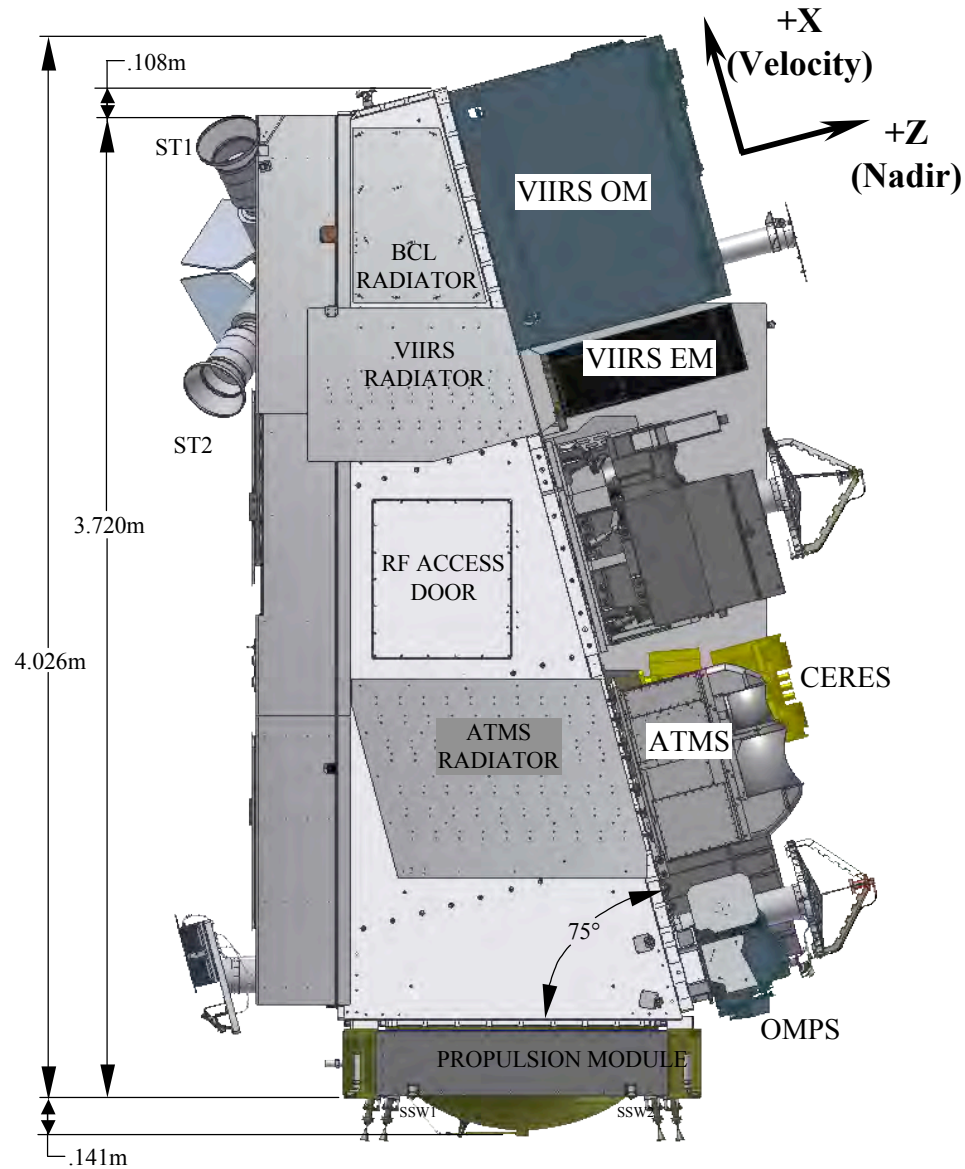 +X
(Velocity)
+Z
(Nadir)
.108m
ST1
VIIRS OM
BCL
RADIATOR
VIIRS
RADIATOR
VIIRS EM
ST2
3.720m
RF ACCESS
DOOR
4.026m
CERES
ATMS
RADIATOR
ATMS
75°
OMPS
PROPULSION MODULE
SSW1
SSW2
.141m